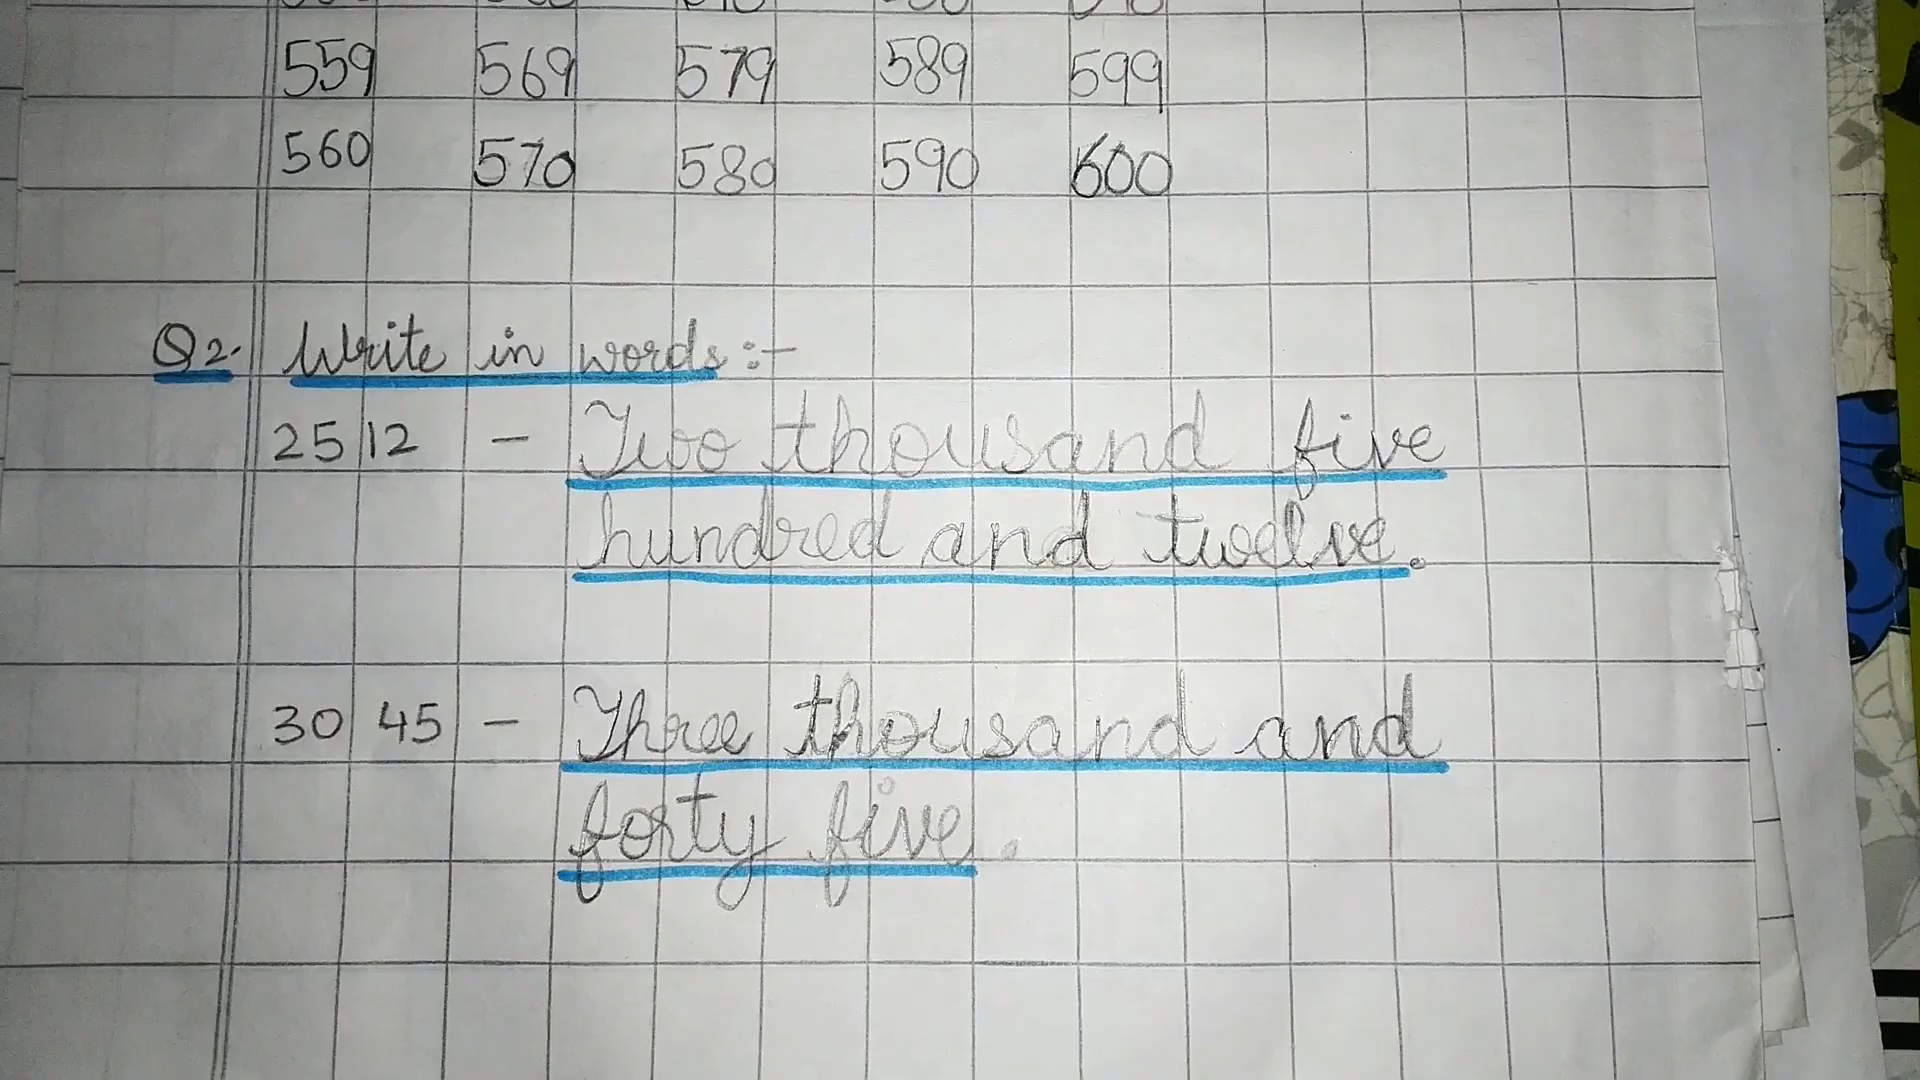 559 569 579 589 599
560 570 580 590 600
Q2. Write in words:-
2512 - Two thousand five
hundred and twelve.
3045 - Three thousand and
forty five.